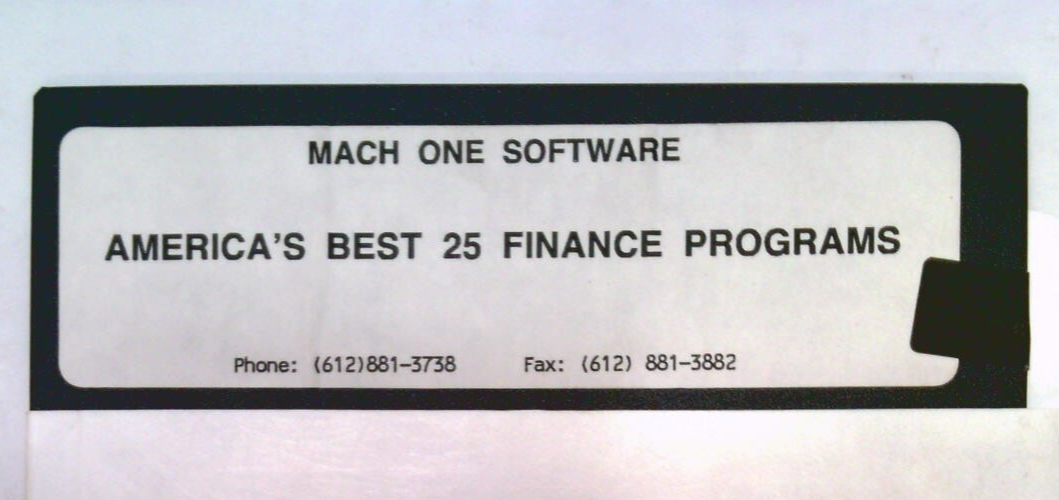 MACH ONE SOFTWARE
AMERICA'S BEST 25 FINANCE PROGRAMS
Phone: (612)881-3738 Fax: (612) 881-3882